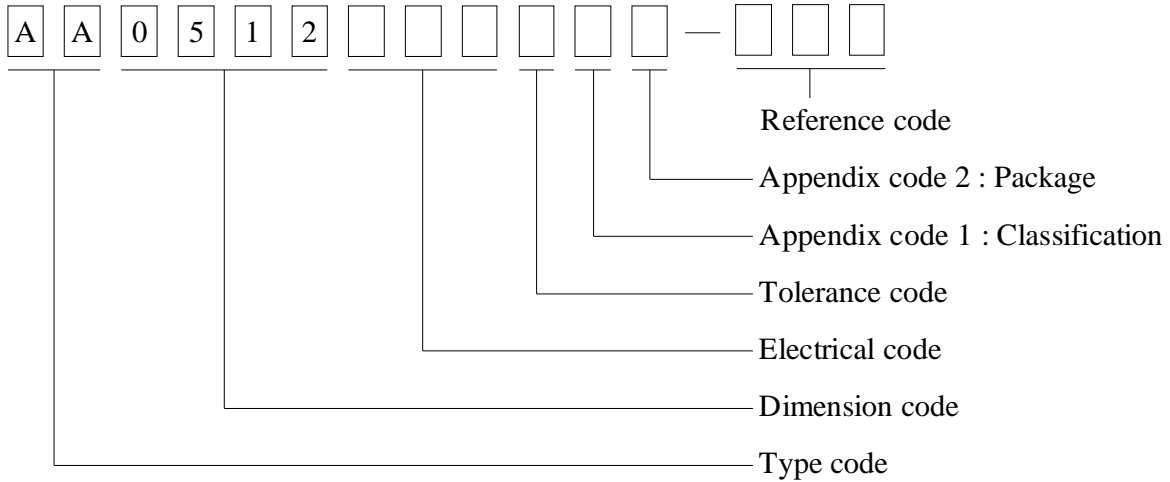 A A 0 5 1 2 —
Reference code
Appendix code 2 : Package
Appendix code 1 : Classification
Tolerance code
Electrical code
Dimension code
Type code